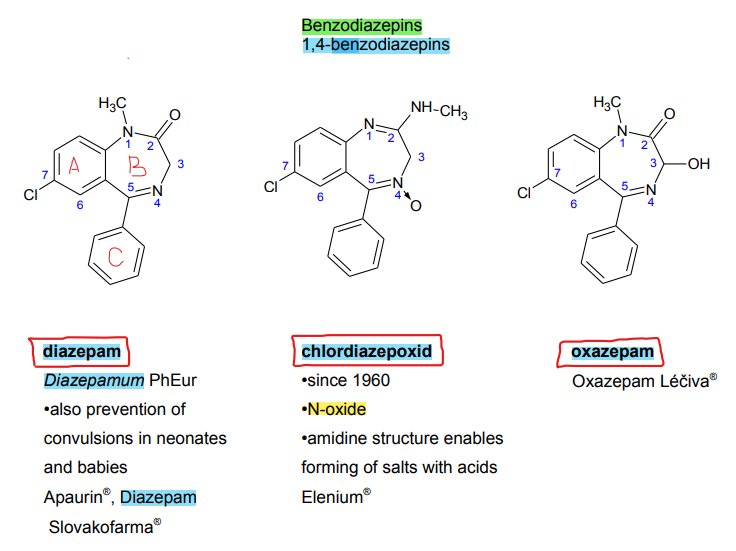 Benzodiazepins
1,4-benzodiazepins
H₃C
N
O
1
2
3
4
5
6
7
N
Cl
A
B
C
NH-CH₃
N
1
2
3
4
5
6
7
N
O
Cl
H₃C
N
O
1
2
3
4
5
6
7
N
OH
Cl
diazepam
Diazepamum PhEur
•also prevention of
convulsions in neonates
and babies
Apaurin®, Diazepam
Slovakofarma®
chlordiazepoxid
•since 1960
•N-oxide
•amidine structure enables
forming of salts with acids
Elenium®
oxazepam
Oxazepam Léčiva®